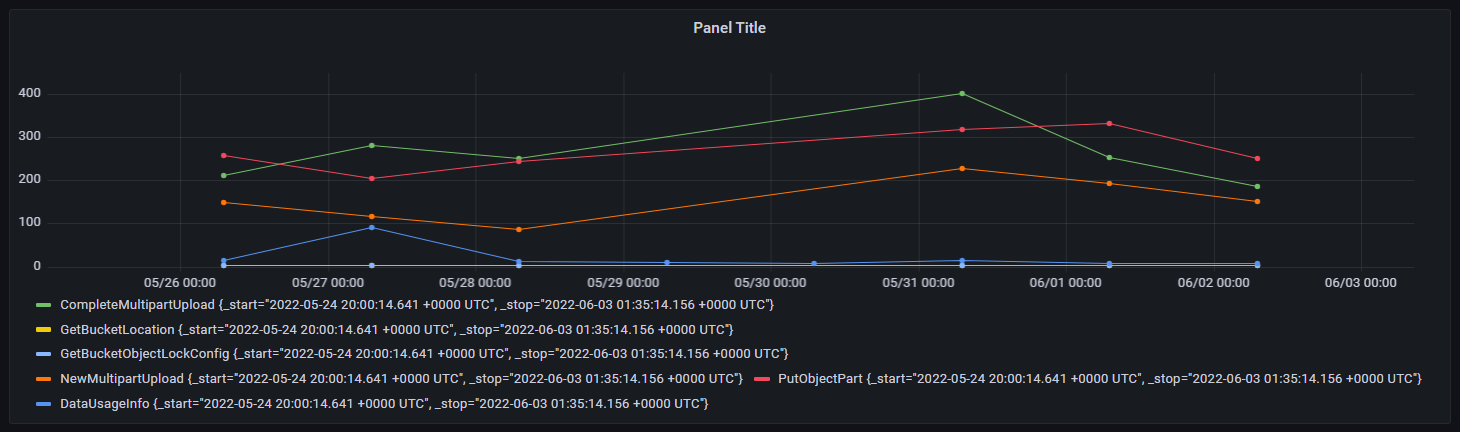 Panel Title
400
300
200
100
0
05/26 00:00 05/27 00:00 05/28 00:00 05/29 00:00 05/30 00:00 05/31 00:00 06/01 00:00 06/02 00:00 06/03 00:00
CompleteMultipartUpload {_start="2022-05-24 20:00:14.641 +0000 UTC", _stop="2022-06-03 01:35:14.156 +0000 UTC"}
GetBucketLocation {_start="2022-05-24 20:00:14.641 +0000 UTC", _stop="2022-06-03 01:35:14.156 +0000 UTC"}
GetBucketObjectLockConfig {_start="2022-05-24 20:00:14.641 +0000 UTC", _stop="2022-06-03 01:35:14.156 +0000 UTC"}
NewMultipartUpload {_start="2022-05-24 20:00:14.641 +0000 UTC", _stop="2022-06-03 01:35:14.156 +0000 UTC"} PutObjectPart {_start="2022-05-24 20:00:14.641 +0000 UTC", _stop="2022-06-03 01:35:14.156 +0000 UTC"}
DataUsageInfo {_start="2022-05-24 20:00:14.641 +0000 UTC", _stop="2022-06-03 01:35:14.156 +0000 UTC"}